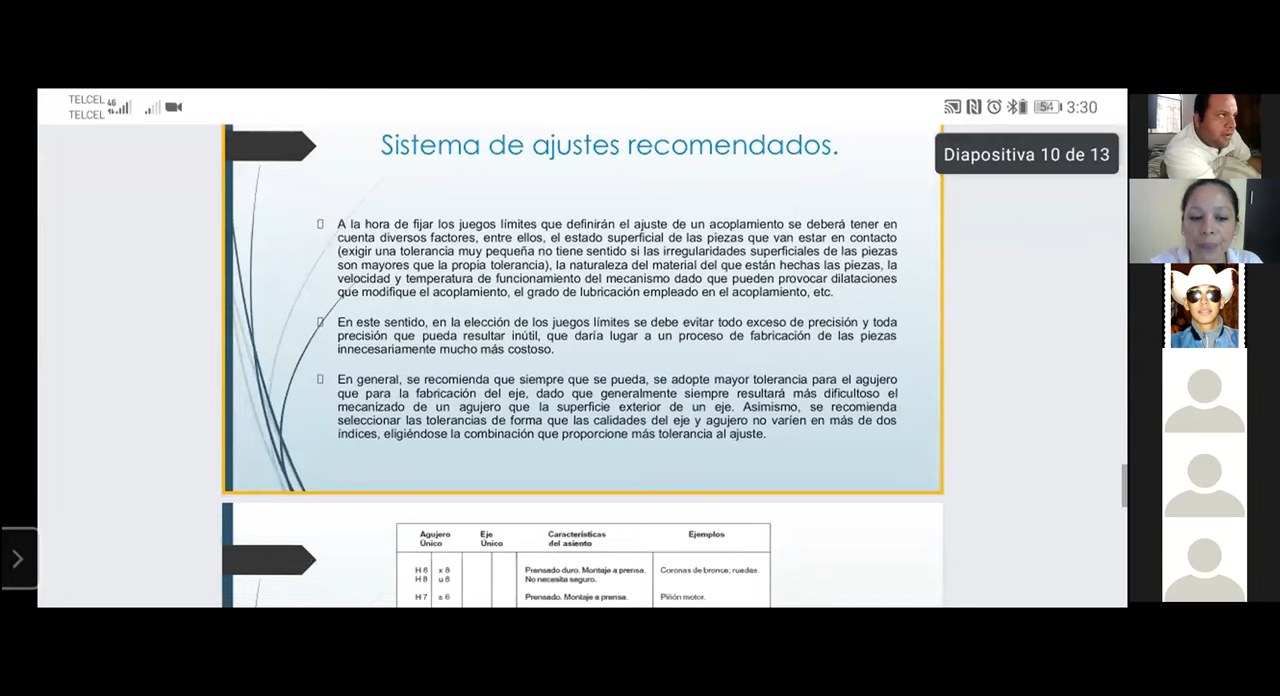 TELCEL 4G
TELCEL
54 3:30
Sistema de ajustes recomendados.
Diapositiva 10 de 13
A la hora de fijar los juegos límites que definirán el ajuste de un acoplamiento se deberá tener en
cuenta diversos factores, entre ellos, el estado superficial de las piezas que van estar en contacto
(exigir una tolerancia muy pequeña no tiene sentido si las irregularidades superficiales de las piezas
son mayores que la propia tolerancia), la naturaleza del material del que están hechas las piezas, la
velocidad y temperatura de funcionamiento del mecanismo dado que pueden provocar dilataciones
que modifique el acoplamiento, el grado de lubricación empleado en el acoplamiento, etc.
En este sentido, en la elección de los juegos límites se debe evitar todo exceso de precisión y toda
precisión que pueda resultar inútil, que daría lugar a un proceso de fabricación de las piezas
innecesariamente mucho más costoso.
En general, se recomienda que siempre que se pueda, se adopte mayor tolerancia para el agujero
que para la fabricación del eje, dado que generalmente siempre resultará más dificultoso el
mecanizado de un agujero que la superficie exterior de un eje. Asimismo, se recomienda
seleccionar las tolerancias de forma que las calidades del eje y agujero no varíen en más de dos
índices, eligiéndose la combinación que proporcione más tolerancia al ajuste.
Agujero Único Eje Único Características del asiento Ejemplos
H 8 x 8 Prensado duro. Montaje a prensa. Coronas de bronce, ruedas.
H 8 u 8 No necesita seguro.
H 7 s 6 Prensado. Montaje a prensa. Piñón motor.